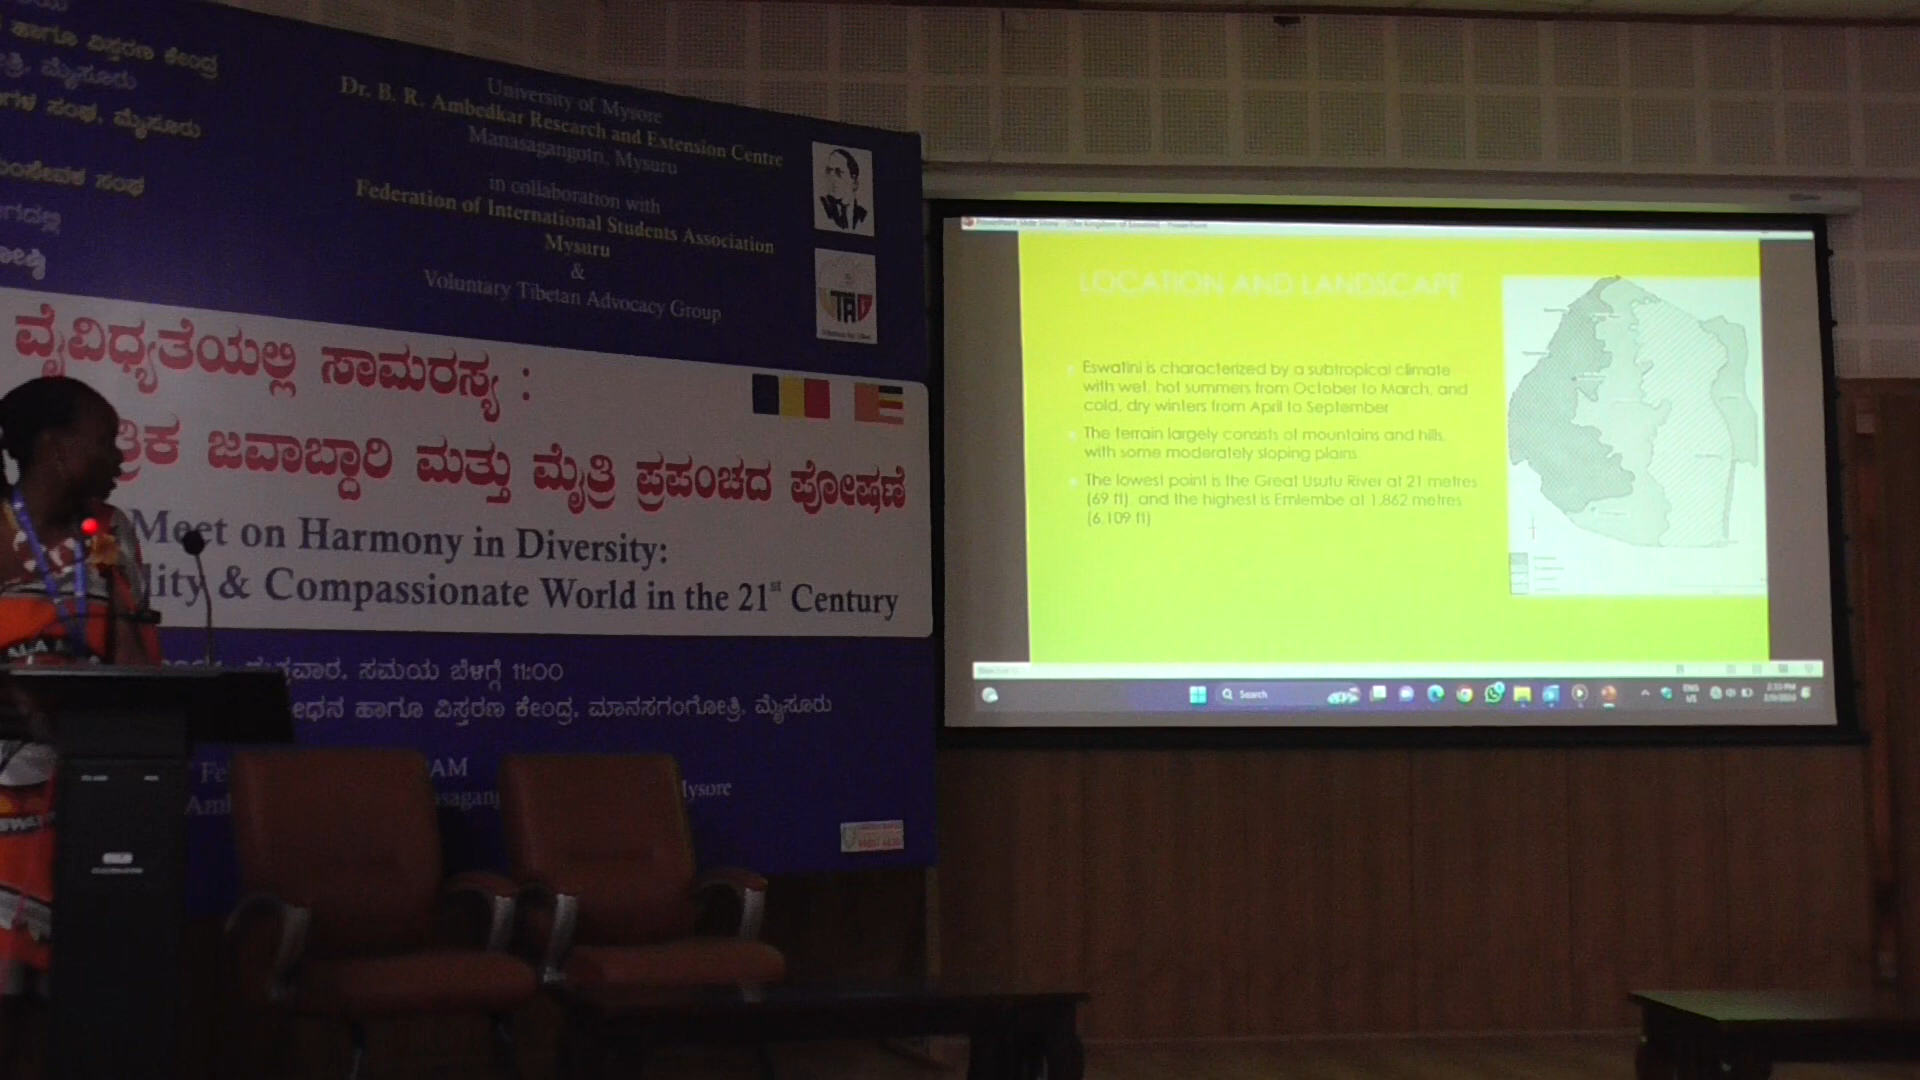 ಹಾಗೂ ವಿಸ್ತರಣ ಕೇಂದ್ರ
ಮೈಸೂರು
ಸಂಘ, ಮೈಸೂರು
ಸಂಘ
University of Mysore
Dr. B. R. Ambedkar Research and Extension Centre
Manasagangotri, Mysuru
in collaboration with
Federation of International Students Association
Mysuru
&
Voluntary Tibetan Advocacy Group
ವೈವಿಧ್ಯತೆಯಲ್ಲಿ ಸಾಮರಸ್ಯ :
ತ್ರಿಕ ಜವಾಬ್ದಾರಿ ಮತ್ತು ಮೈತ್ರಿ ಪ್ರಪಂಚದ ಪೋಷಣೆ
Meet on Harmony in Diversity:
lity & Compassionate World in the 21st Century
ವಾರ, ಸಮಯ ಬೆಳಗ್ಗೆ 11:00
ಧನ ಹಾಗೂ ವಿಸ್ತರಣ ಕೇಂದ್ರ, ಮಾನಸಗಂಗೋತ್ರಿ, ಮೈಸೂರು
AM
Mysore
LOCATION AND LANDSCAPE
Eswatini is characterized by a subtropical climate
with wet, hot summers from October to March, and
cold, dry winters from April to September
The terrain largely consists of mountains and hills,
with some moderately sloping plains.
The lowest point is the Great Usutu River at 21 metres
(69 ft), and the highest is Emlembe at 1,862 metres
(6,109 ft)
Search
ENG